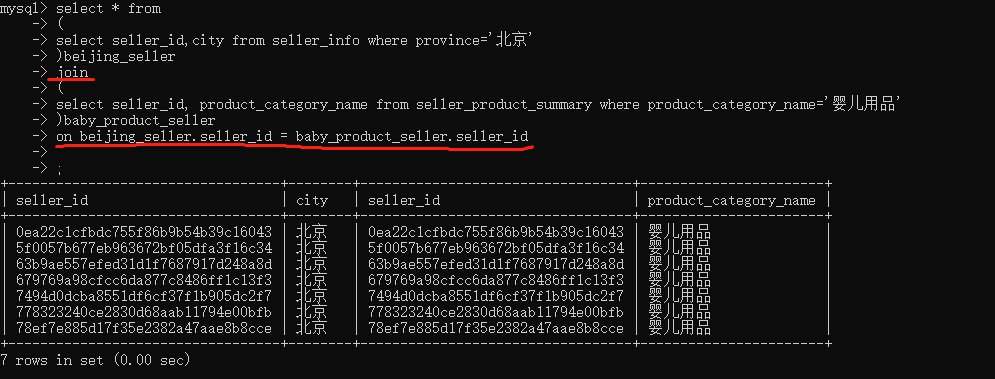 mysql> select * from
-> (
-> select seller_id,city from seller_info where province='北京'
-> )beijing_seller
-> join
-> (
-> select seller_id, product_category_name from seller_product_summary where product_category_name='婴儿用品'
-> )baby_product_seller
-> on beijing_seller.seller_id = baby_product_seller.seller_id
->
-> ;
+----------------------------------+--------+----------------------------------+-----------------------+
| seller_id | city | seller_id | product_category_name |
+----------------------------------+--------+----------------------------------+-----------------------+
| 0ea22c1cfbdc755f86b9b54b39c16043 | 北京 | 0ea22c1cfbdc755f86b9b54b39c16043 | 婴儿用品 |
| 5f0057b677eb963672bf05dfa3f16c34 | 北京 | 5f0057b677eb963672bf05dfa3f16c34 | 婴儿用品 |
| 63b9ae557efed31d1f7687917d248a8d | 北京 | 63b9ae557efed31d1f7687917d248a8d | 婴儿用品 |
| 679769a98cfcc6da877c8486ff1c13f3 | 北京 | 679769a98cfcc6da877c8486ff1c13f3 | 婴儿用品 |
| 7494d0dcba8551df6cf37f1b905dc2f7 | 北京 | 7494d0dcba8551df6cf37f1b905dc2f7 | 婴儿用品 |
| 778323240ce2830d68aab11794e00bfb | 北京 | 778323240ce2830d68aab11794e00bfb | 婴儿用品 |
| 78ef7e885d17f35e2382a47aae8b8cce | 北京 | 78ef7e885d17f35e2382a47aae8b8cce | 婴儿用品 |
+----------------------------------+--------+----------------------------------+-----------------------+
7 rows in set (0.00 sec)